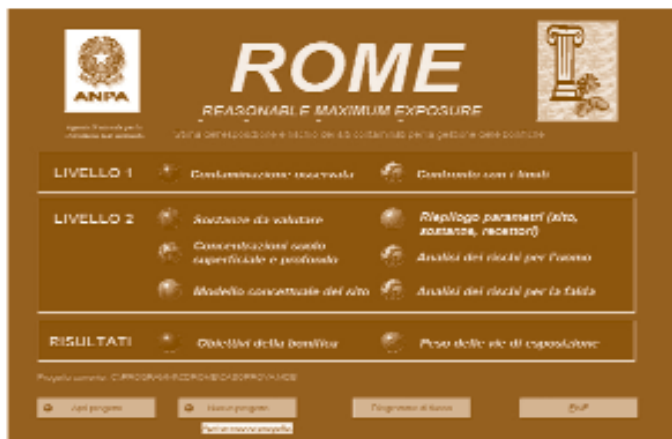 ANPA
ROME
REASONABLE MAXIMUM EXPOSURE
LIVELLO 1
Contaminazione osservata
Confronto con i limiti
LIVELLO 2
Sostanze da valutare
Riepilogo parametri (sito,
sostanze, recettori)
Concentrazioni suolo
superficiale e profondo
Analisi dei rischi per l'uomo
Modello concettuale del sito
Analisi dei rischi per la falda
RISULTATI
Obiettivi della bonifica
Peso delle vie di esposizione
Progetto corrente:
Apri progetto
Nuovo progetto